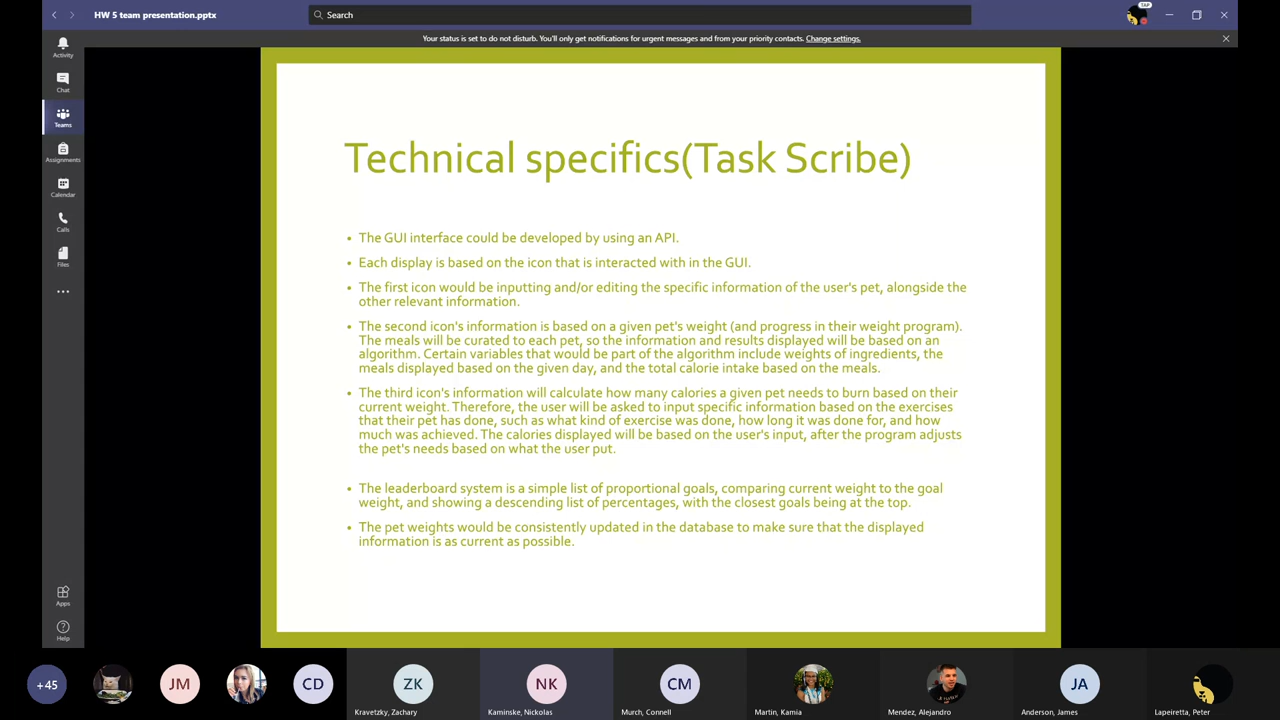 HW 5 team presentation.pptx
Search
TAP
Your status is set to do not disturb. You'll only get notifications for urgent messages and from your priority contacts. Change settings.
Activity
Chat
Teams
Assignments
Calendar
Calls
Files
Apps
Help
Technical specifics(Task Scribe)
• The GUI interface could be developed by using an API.
• Each display is based on the icon that is interacted with in the GUI.
• The first icon would be inputting and/or editing the specific information of the user's pet, alongside the
other relevant information.
• The second icon's information is based on a given pet's weight (and progress in their weight program).
The meals will be curated to each pet, so the information and results displayed will be based on an
algorithm. Certain variables that would be part of the algorithm include weights of ingredients, the
meals displayed based on the given day, and the total calorie intake based on the meals.
• The third icon's information will calculate how many calories a given pet needs to burn based on their
current weight. Therefore, the user will be asked to input specific information based on the exercises
that their pet has done, such as what kind of exercise was done, how long it was done for, and how
much was achieved. The calories displayed will be based on the user's input, after the program adjusts
the pet's needs based on what the user put.
• The leaderboard system is a simple list of proportional goals, comparing current weight to the goal
weight, and showing a descending list of percentages, with the closest goals being at the top.
• The pet weights would be consistently updated in the database to make sure that the displayed
information is as current as possible.
+45
JM
CD
ZK
Kravetzky, Zachary
NK
Kaminske, Nickolas
CM
Murch, Connell
Martin, Kamia
Mendez, Alejandro
JA
Anderson, James
Lapeiretta, Peter